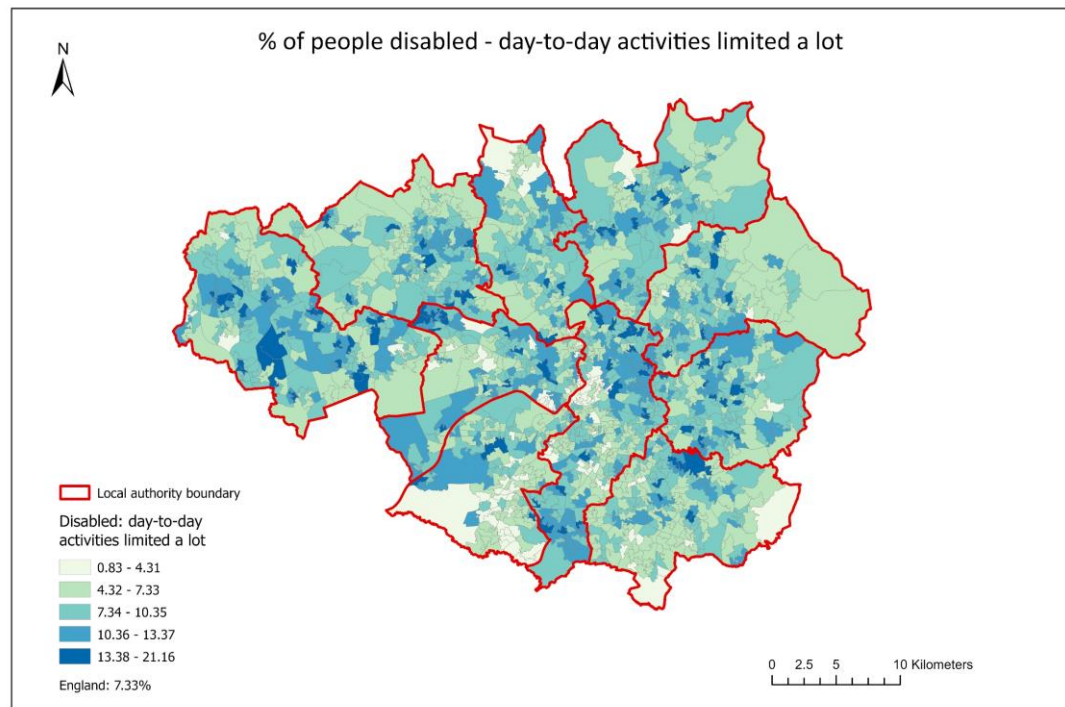 % of people disabled - day-to-day activities limited a lot
N
Local authority boundary
Disabled: day-to-day
activities limited a lot
0.83 - 4.31
4.32 - 7.33
7.34 - 10.35
10.36 - 13.37
13.38 - 21.16
England: 7.33%
0 2.5 5 10 Kilometers